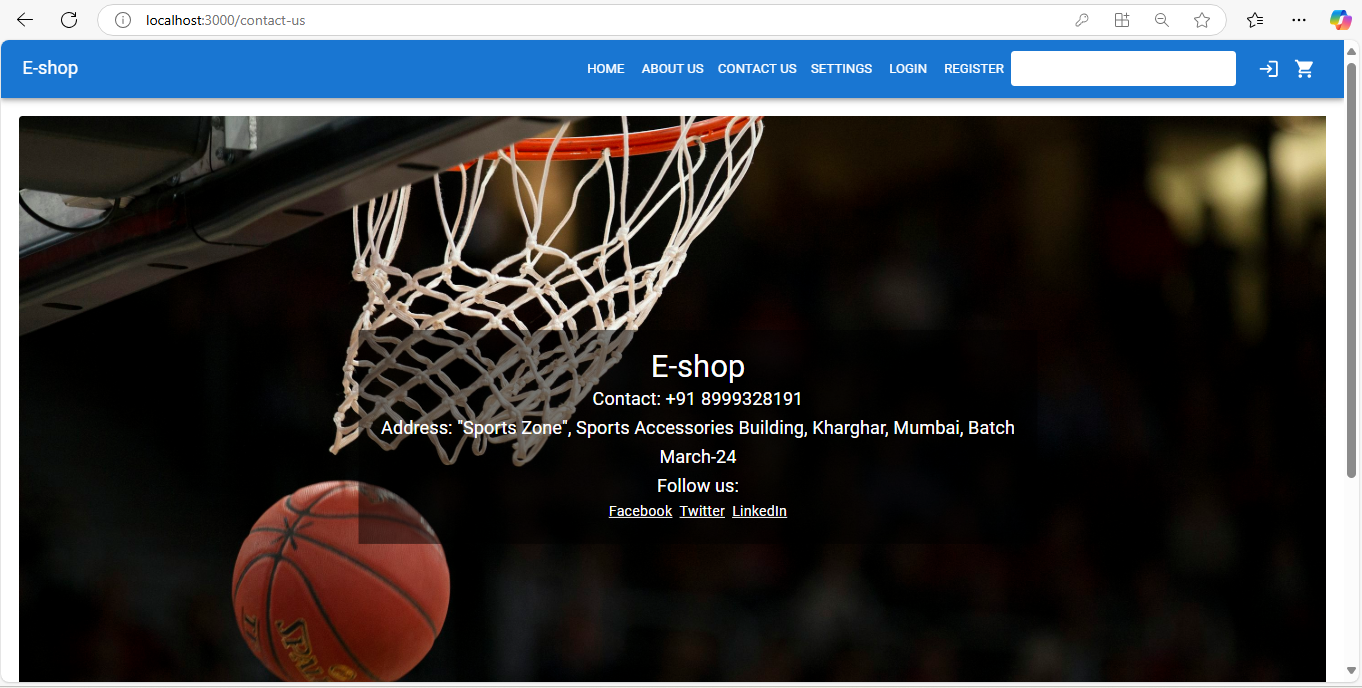 localhost:3000/contact-us
E-shop
HOME ABOUT US CONTACT US SETTINGS LOGIN REGISTER
E-shop
Contact: +91 8999328191
Address: "Sports Zone", Sports Accessories Building, Kharghar, Mumbai, Batch
March-24
Follow us:
Facebook Twitter LinkedIn